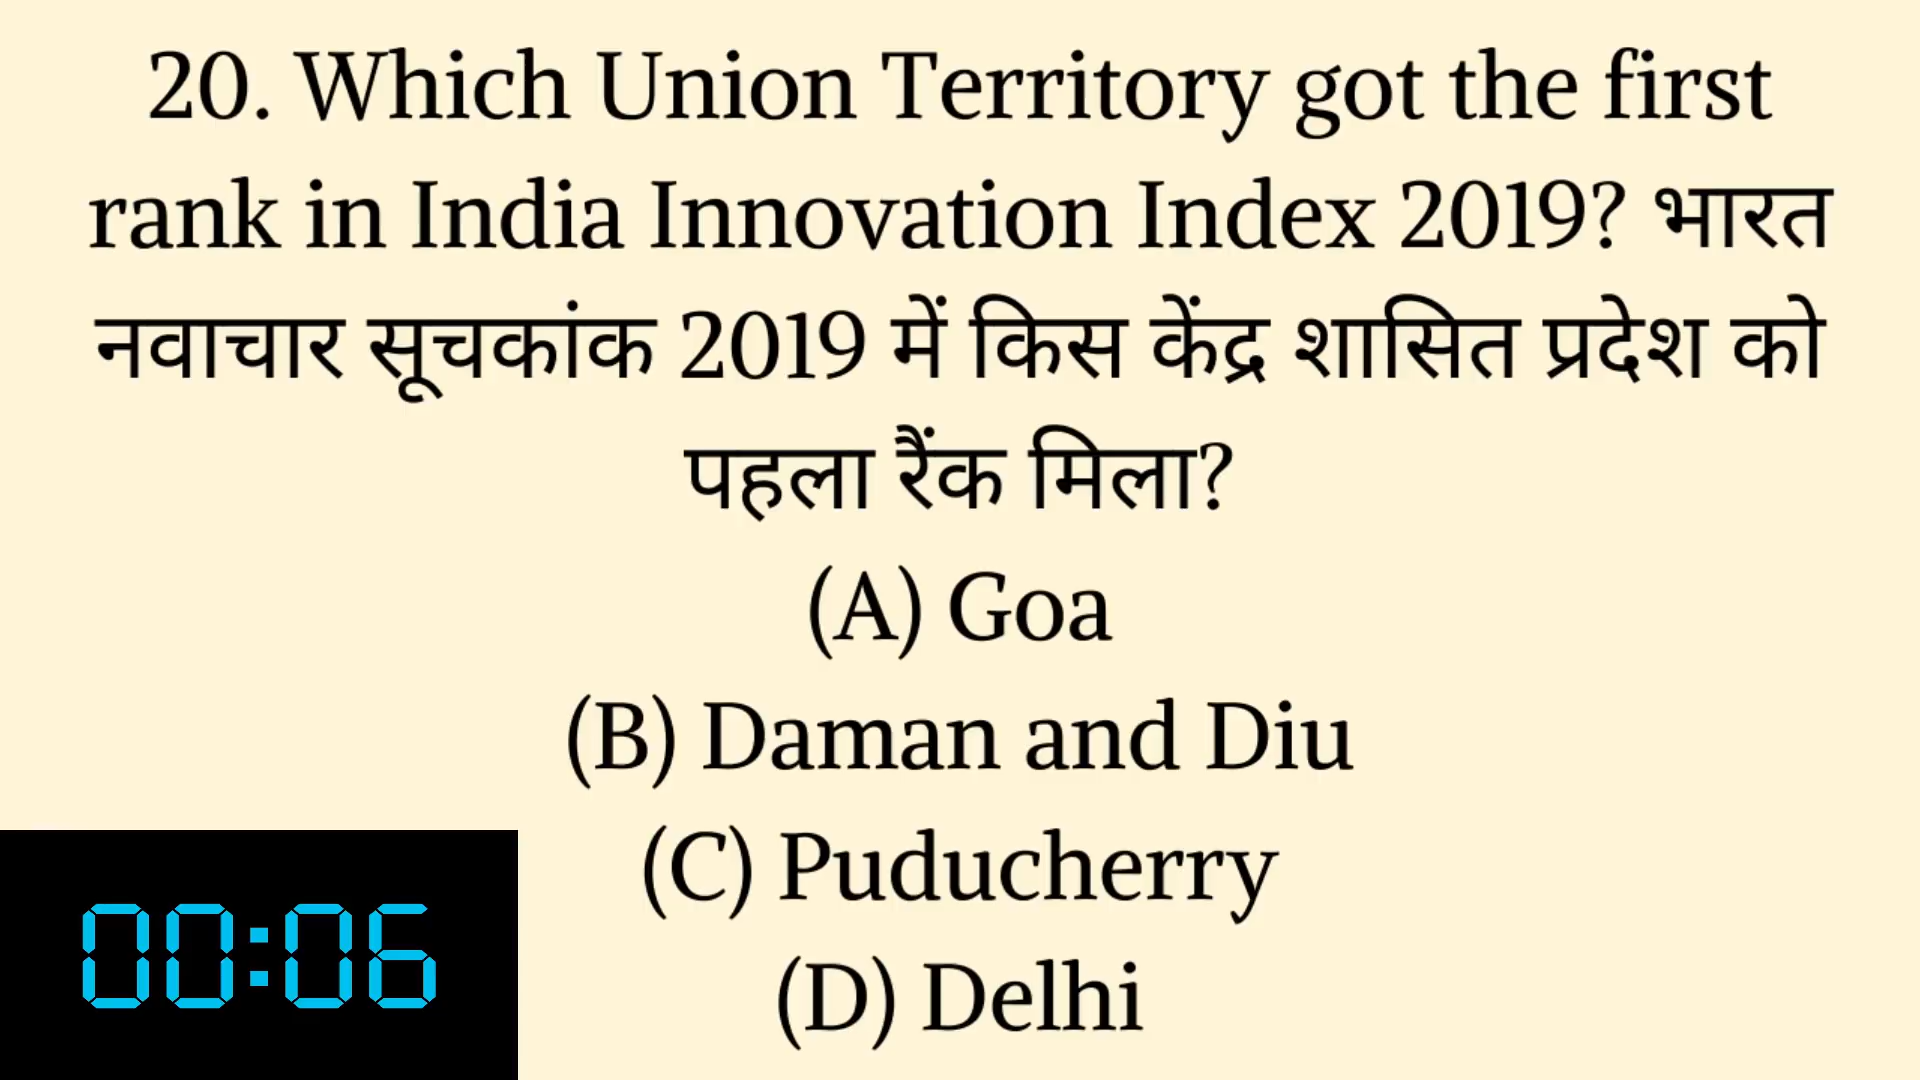 20. Which Union Territory got the first
rank in India Innovation Index 2019? भारत
नवाचार सूचकांक 2019 में किस केंद्र शासित प्रदेश को
पहला रैंक मिला?
(A) Goa
(B) Daman and Diu
(C) Puducherry
(D) Delhi
00:06